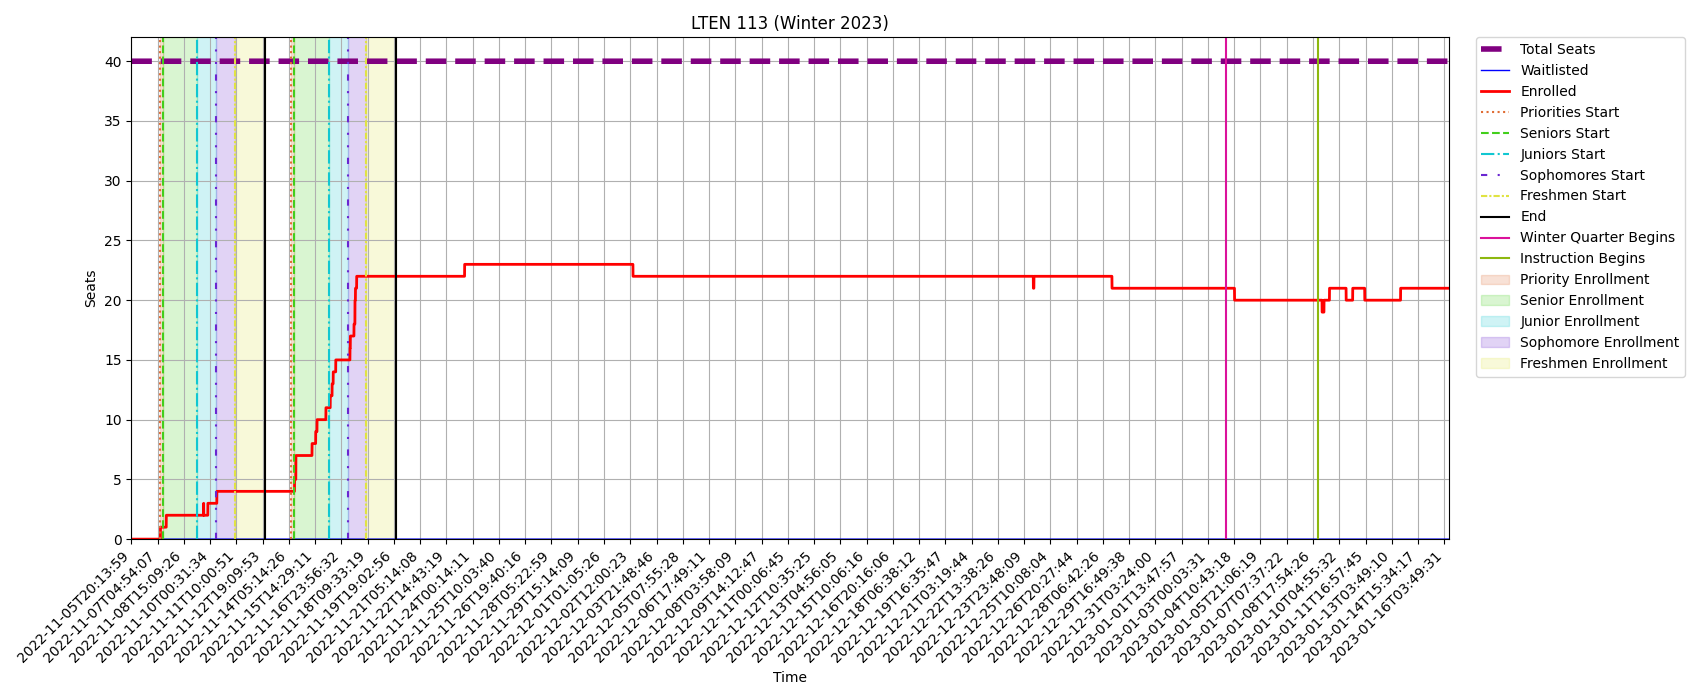 LTEN 113 (Winter 2023)
Seats
40
35
30
25
20
15
10
5
0
2022-11-05T20:13:59
2022-11-07T04:54:07
2022-11-08T15:09:26
2022-11-10T00:31:34
2022-11-11T10:00:51
2022-11-12T19:09:53
2022-11-14T05:14:26
2022-11-15T14:29:11
2022-11-16T23:56:32
2022-11-18T09:33:19
2022-11-19T19:02:56
2022-11-21T05:14:08
2022-11-22T14:43:19
2022-11-24T00:14:11
2022-11-25T10:03:40
2022-11-26T19:40:16
2022-11-28T05:22:59
2022-11-29T15:14:09
2022-12-01T01:05:26
2022-12-02T12:00:23
2022-12-03T21:48:46
2022-12-05T07:55:28
2022-12-06T17:49:11
2022-12-08T03:58:09
2022-12-09T14:12:47
2022-12-11T00:06:45
2022-12-12T10:35:25
2022-12-13T14:56:05
2022-12-15T10:06:16
2022-12-16T20:16:06
2022-12-18T06:38:12
2022-12-19T16:35:47
2022-12-21T03:19:44
2022-12-22T13:38:26
2022-12-23T23:48:09
2022-12-25T10:08:04
2022-12-26T20:27:44
2022-12-28T06:42:26
2022-12-29T16:49:38
2022-12-31T03:24:00
2023-01-01T13:47:57
2023-01-03T00:03:31
2023-01-04T10:43:18
2023-01-05T21:06:19
2023-01-07T07:37:22
2023-01-08T17:54:26
2023-01-10T04:55:32
2023-01-11T16:57:45
2023-01-13T03:49:10
2023-01-14T15:34:17
2023-01-16T03:49:31
Time
Total Seats
Waitlisted
Enrolled
Priorities Start
Seniors Start
Juniors Start
Sophomores Start
Freshmen Start
End
Winter Quarter Begins
Instruction Begins
Priority Enrollment
Senior Enrollment
Junior Enrollment
Sophomore Enrollment
Freshmen Enrollment